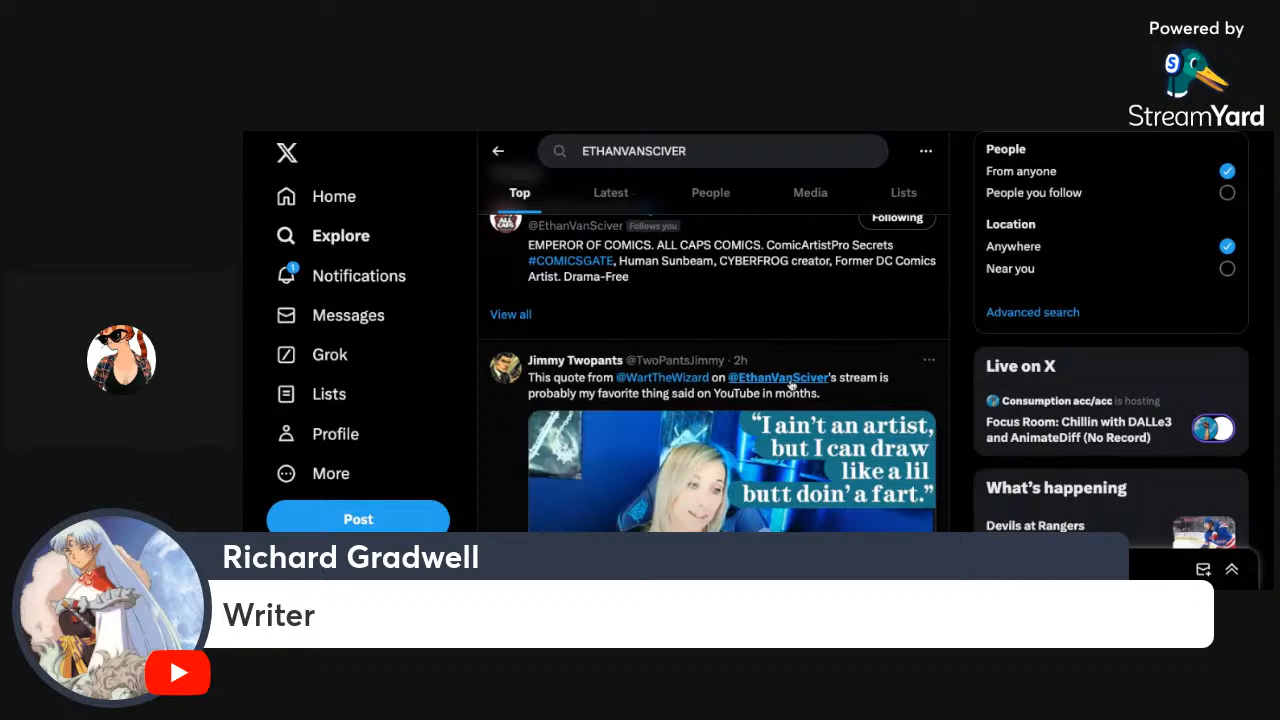 Powered by
StreamYard
X
Home
Explore
1
Notifications
Messages
Grok
Lists
Profile
More
Post
ETHANVANSCIVER
Top
Latest
People
Media
Lists
ALL
CAPS
@EthanVanSciver Follows you
Following
EMPEROR OF COMICS. ALL CAPS COMICS. ComicArtistPro Secrets
#COMICSGATE, Human Sunbeam, CYBERFROG creator, Former DC Comics
Artist. Drama-Free
View all
Jimmy Twopants @TwoPantsJimmy · 2h
This quote from @WartTheWizard on @EthanVanSciver's stream is
probably my favorite thing said on YouTube in months.
“I ain't an artist,
but I can draw
like a lil
butt doin' a fart.”
People
From anyone
People you follow
Location
Anywhere
Near you
Advanced search
Live on X
Consumption acc/acc is hosting
Focus Room: Chillin with DALLe3
and AnimateDiff (No Record)
What's happening
Devils at Rangers
Richard Gradwell
Writer